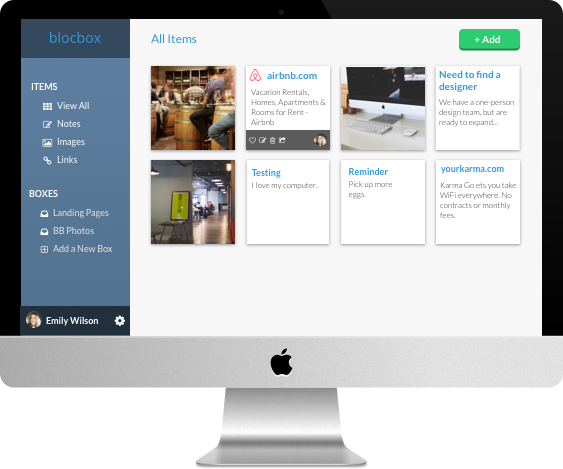 blocbox
All Items
+ Add
ITEMS
View All
Notes
Images
Links
BOXES
Landing Pages
BB Photos
Add a New Box
Emily Wilson
airbnb.com
Vacation Rentals,
Homes, Apartments &
Rooms for Rent -
Airbnb
Need to find a
designer
We have a one-person
design team, but are
ready to expand...
Testing
I love my computer.
Reminder
Pick up more
eggs.
yourkarma.com
Karma Go ets you take
WiFi everywhere. No
contracts or monthly
fees.